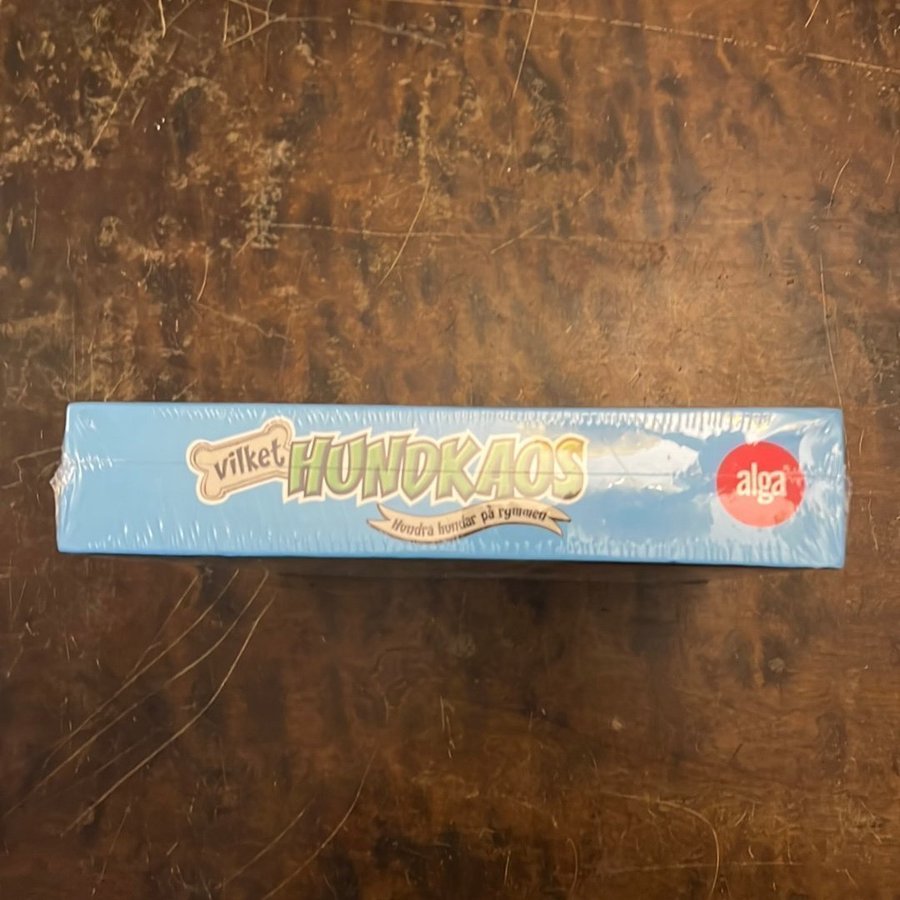 vilket
HUNDKAOS
Hundra hundar på rymmen
alga